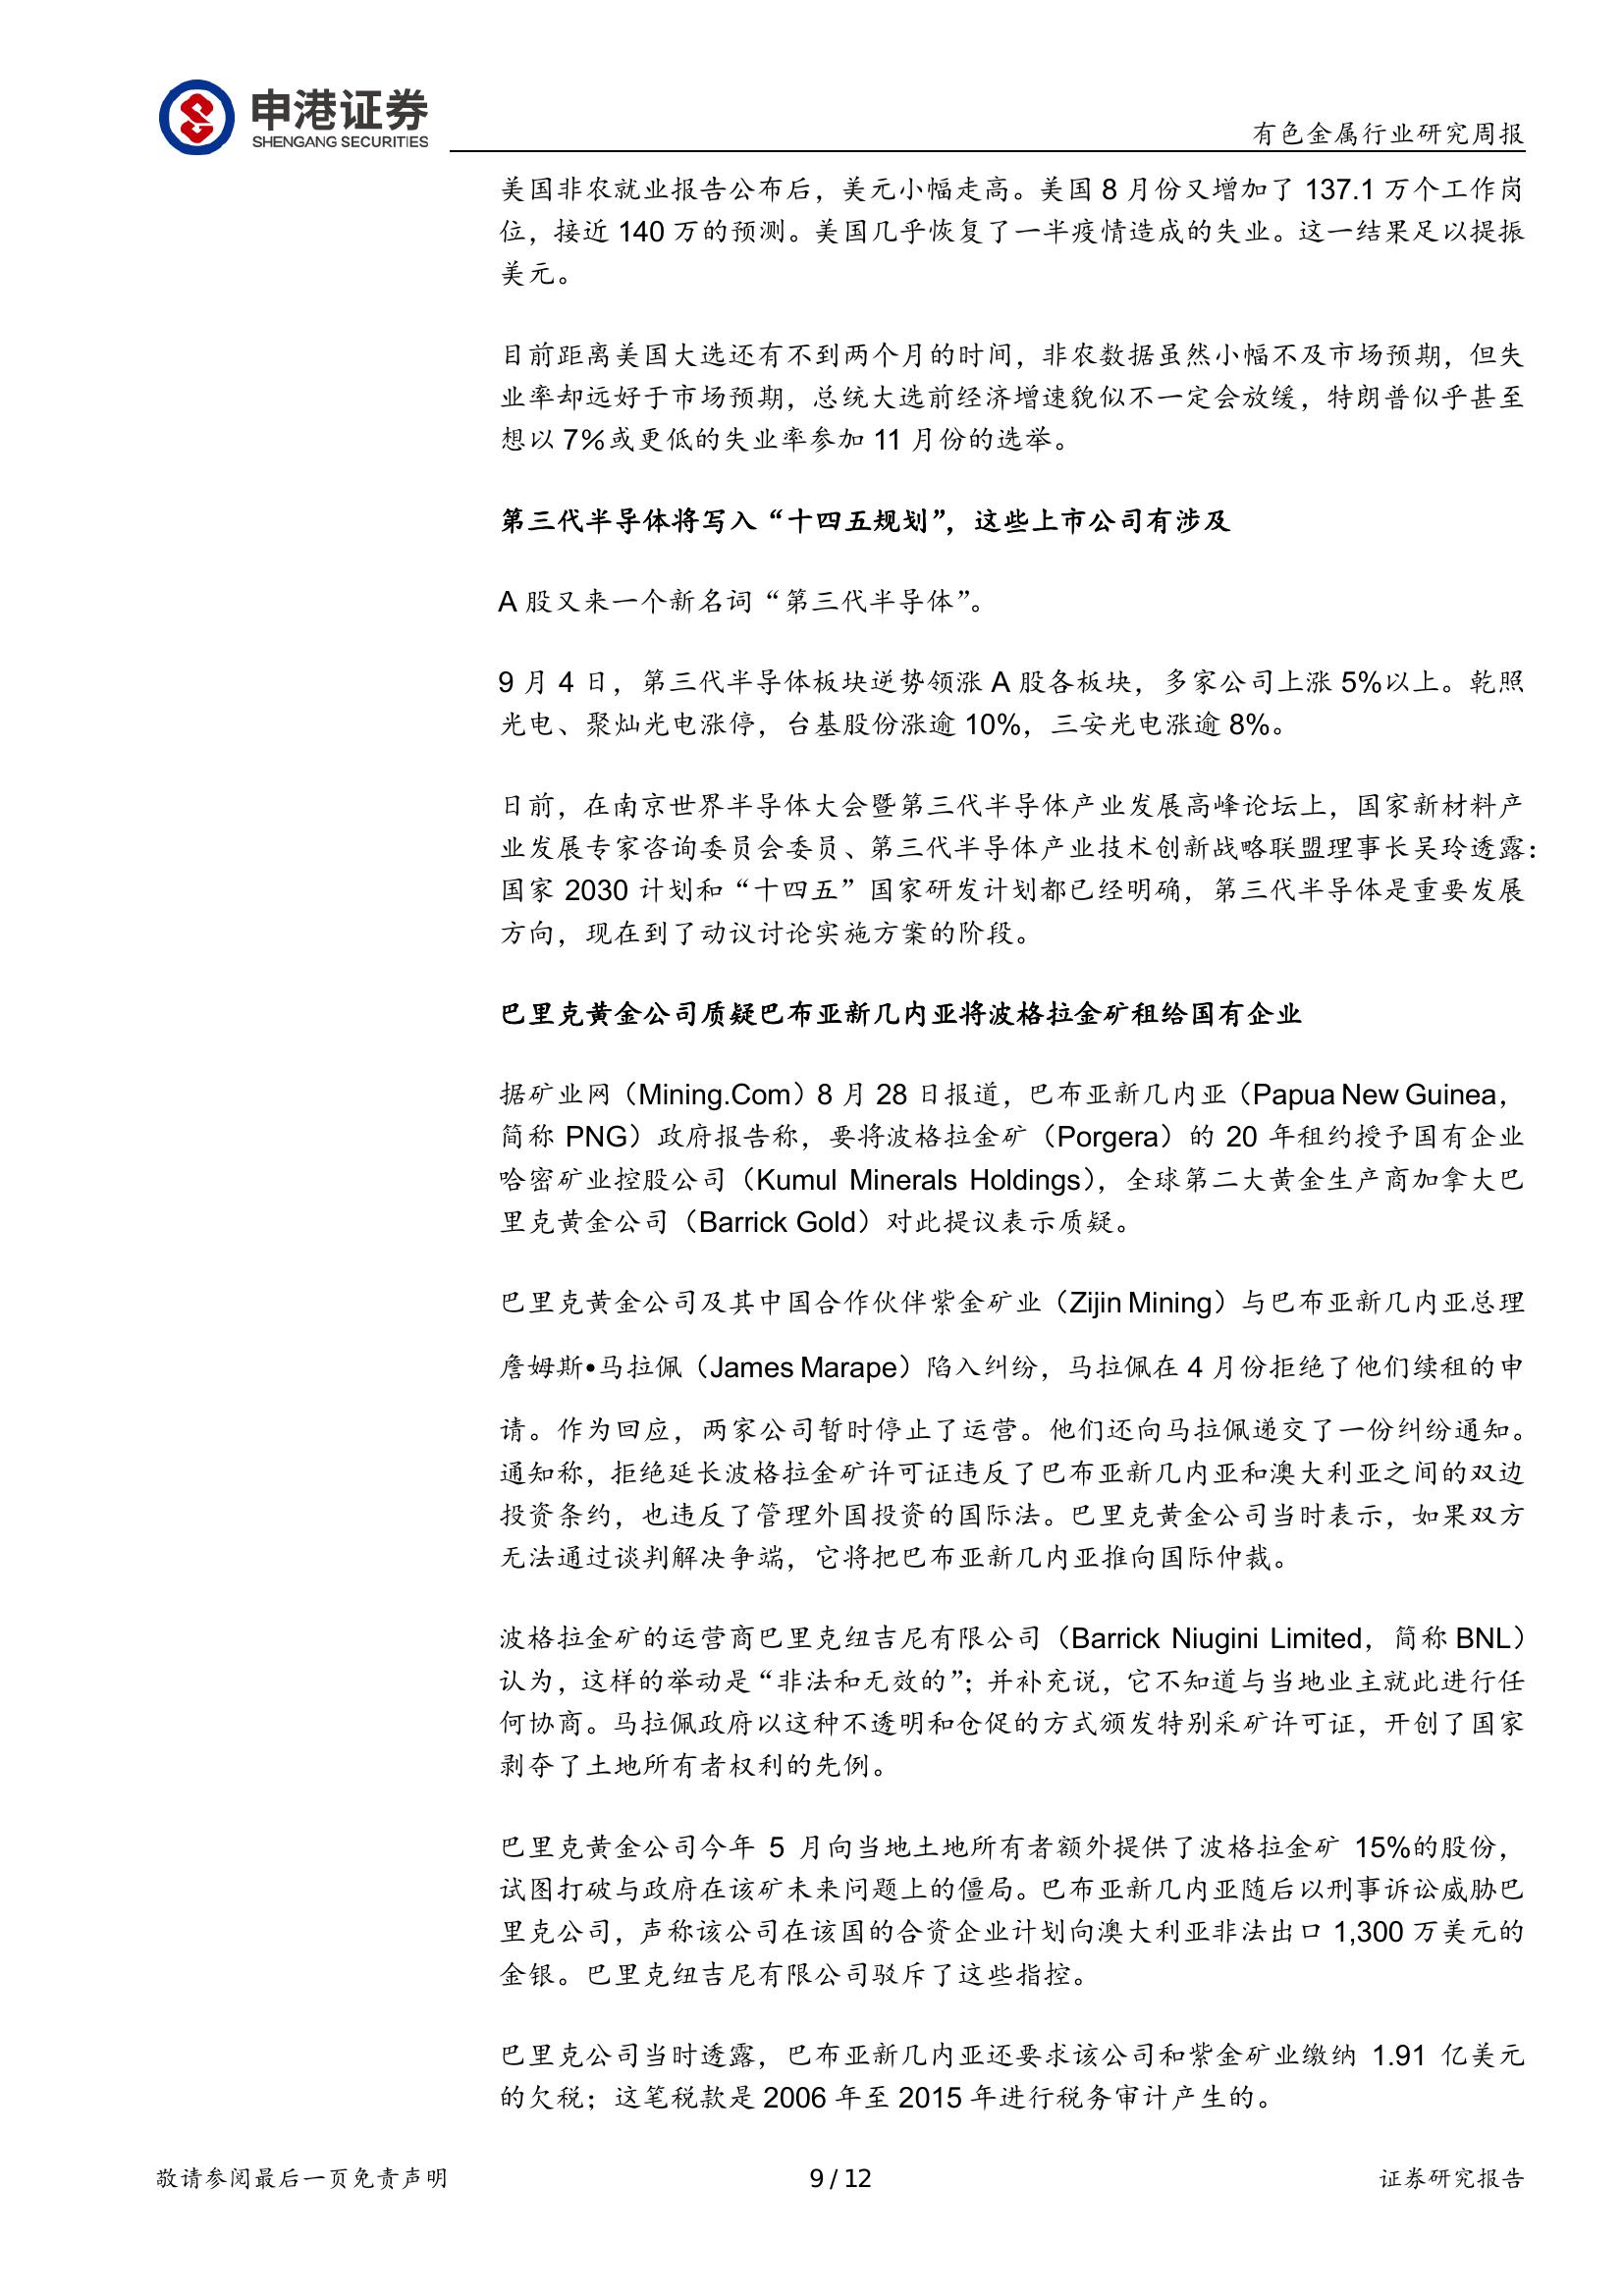 申港证券
SHENGANG SECURITIES
有色金属行业研究周报
美国非农就业报告公布后，美元小幅走高。美国 8 月份又增加了 137.1 万个工作岗
位，接近 140 万的预测。美国几乎恢复了一半疫情造成的失业。这一结果足以提振
美元。
目前距离美国大选还有不到两个月的时间，非农数据虽然小幅不及市场预期，但失
业率却远好于市场预期，总统大选前经济增速貌似不一定会放缓，特朗普似乎甚至
想以 7％或更低的失业率参加 11 月份的选举。
第三代半导体将写入“十四五规划”，这些上市公司有涉及
A 股又来一个新名词“第三代半导体”。
9 月 4 日，第三代半导体板块逆势领涨 A 股各板块，多家公司上涨 5%以上。乾照
光电、聚灿光电涨停，台基股份涨逾 10%，三安光电涨逾 8%。
日前，在南京世界半导体大会暨第三代半导体产业发展高峰论坛上，国家新材料产
业发展专家咨询委员会委员、第三代半导体产业技术创新战略联盟理事长吴玲透露：
国家 2030 计划和“十四五”国家研发计划都已经明确，第三代半导体是重要发展
方向，现在到了动议讨论实施方案的阶段。
巴里克黄金公司质疑巴布亚新几内亚将波格拉金矿租给国有企业
据矿业网（Mining.Com）8 月 28 日报道，巴布亚新几内亚（Papua New Guinea，
简称 PNG）政府报告称，要将波格拉金矿（Porgera）的 20 年租约授予国有企业
哈密矿业控股公司（Kumul Minerals Holdings），全球第二大黄金生产商加拿大巴
里克黄金公司（Barrick Gold）对此提议表示质疑。
巴里克黄金公司及其中国合作伙伴紫金矿业（Zijin Mining）与巴布亚新几内亚总理
詹姆斯•马拉佩（James Marape）陷入纠纷，马拉佩在 4 月份拒绝了他们续租的申
请。作为回应，两家公司暂时停止了运营。他们还向马拉佩递交了一份纠纷通知。
通知称，拒绝延长波格拉金矿许可证违反了巴布亚新几内亚和澳大利亚之间的双边
投资条约，也违反了管理外国投资的国际法。巴里克黄金公司当时表示，如果双方
无法通过谈判解决争端，它将把巴布亚新几内亚推向国际仲裁。
波格拉金矿的运营商巴里克纽吉尼有限公司（Barrick Niugini Limited，简称 BNL）
认为，这样的举动是“非法和无效的”；并补充说，它不知道与当地业主就此进行任
何协商。马拉佩政府以这种不透明和仓促的方式颁发特别采矿许可证，开创了国家
剥夺了土地所有者权利的先例。
巴里克黄金公司今年 5 月向当地土地所有者额外提供了波格拉金矿 15%的股份，
试图打破与政府在该矿未来问题上的僵局。巴布亚新几内亚随后以刑事诉讼威胁巴
里克公司，声称该公司在该国的合资企业计划向澳大利亚非法出口 1,300 万美元的
金银。巴里克纽吉尼有限公司驳斥了这些指控。
巴里克公司当时透露，巴布亚新几内亚还要求该公司和紫金矿业缴纳 1.91 亿美元
的欠税；这笔税款是 2006 年至 2015 年进行税务审计产生的。
敬请参阅最后一页免责声明
9 / 12
证券研究报告